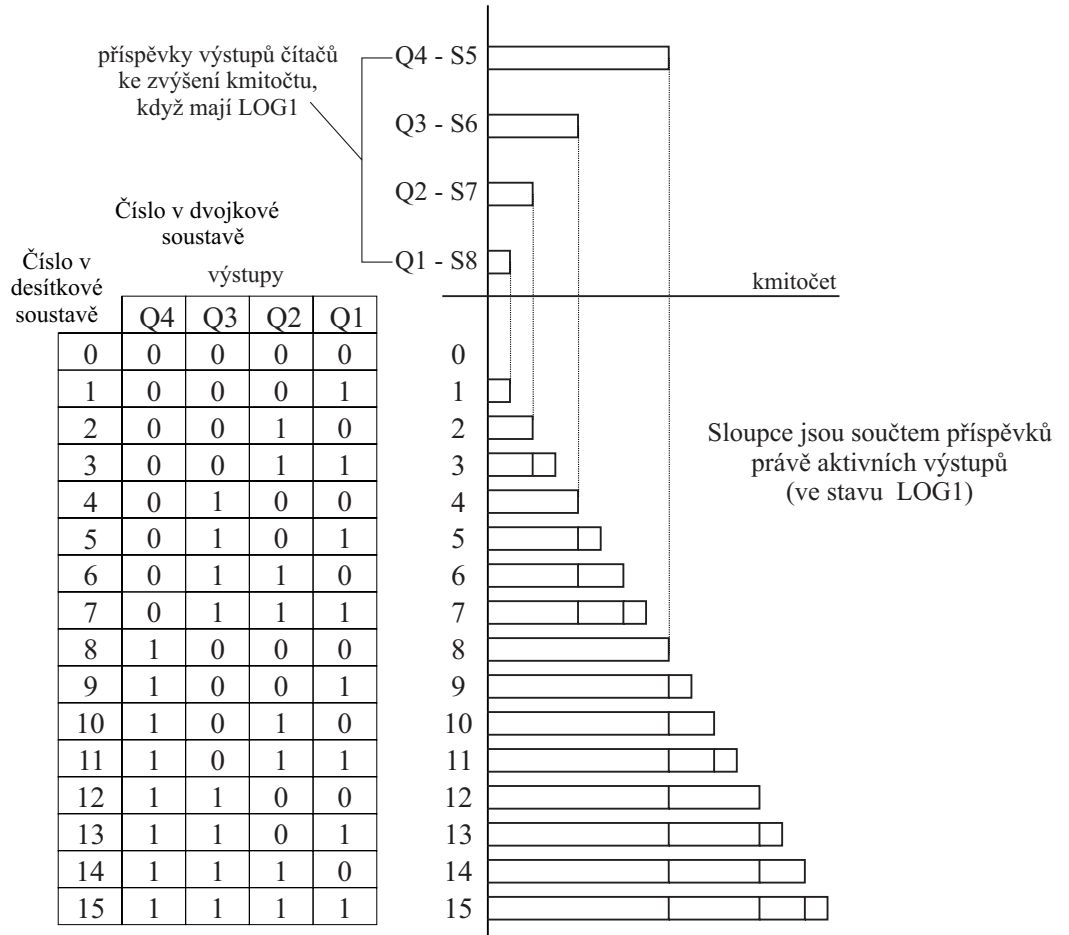 příspěvky výstupů čítačů
ke zvýšení kmitočtu,
když mají LOG1
Q4 - S5
Q3 - S6
Q2 - S7
Q1 - S8
kmitočet
Číslo v dvojkové
soustavě
Číslo v
desítkové
soustavě
výstupy
Q4 Q3 Q2 Q1
0 0 0 0 0
1 0 0 0 1
2 0 0 1 0
3 0 0 1 1
4 0 1 0 0
5 0 1 0 1
6 0 1 1 0
7 0 1 1 1
8 1 0 0 0
9 1 0 0 1
10 1 0 1 0
11 1 0 1 1
12 1 1 0 0
13 1 1 0 1
14 1 1 1 0
15 1 1 1 1
0
1
2
3
4
5
6
7
8
9
10
11
12
13
14
15
Sloupce jsou součtem příspěvků
právě aktivních výstupů
(ve stavu LOG1)